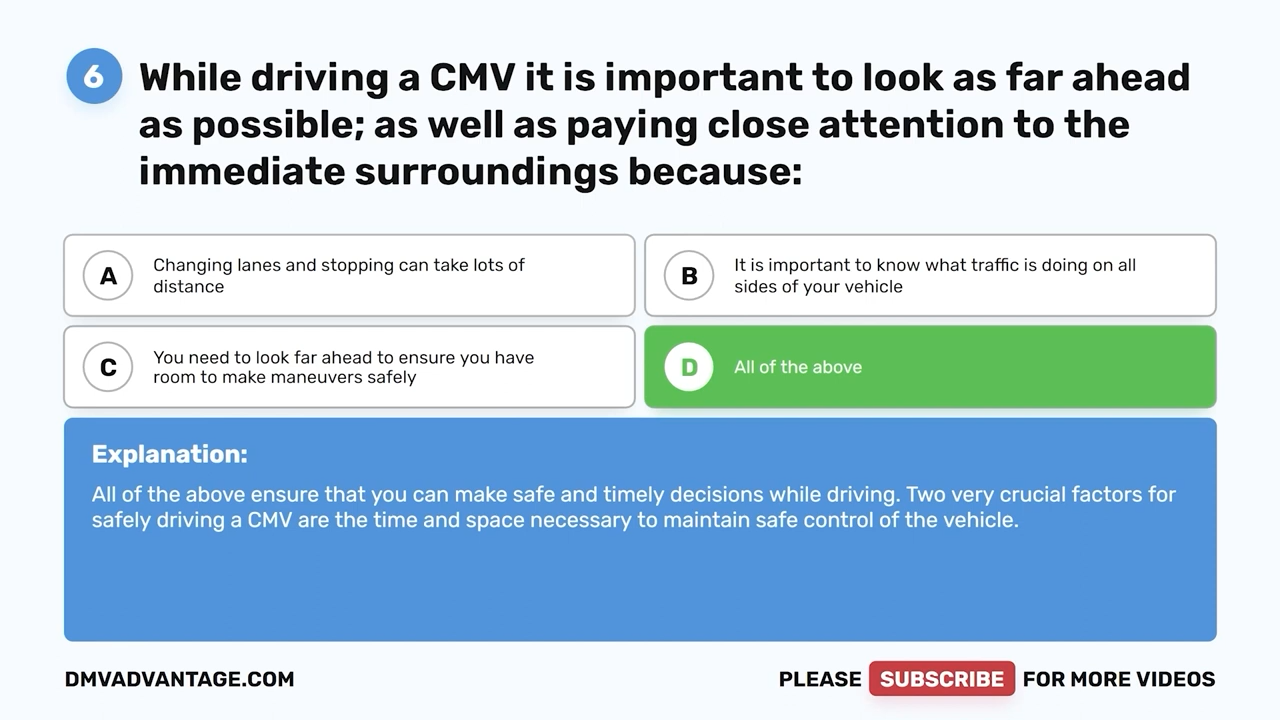 6
While driving a CMV it is important to look as far ahead
as possible; as well as paying close attention to the
immediate surroundings because:
A
Changing lanes and stopping can take lots of
distance
B
It is important to know what traffic is doing on all
sides of your vehicle
C
You need to look far ahead to ensure you have
room to make maneuvers safely
D
All of the above
Explanation:
All of the above ensure that you can make safe and timely decisions while driving. Two very crucial factors for
safely driving a CMV are the time and space necessary to maintain safe control of the vehicle.
DMVADVANTAGE.COM
PLEASE SUBSCRIBE FOR MORE VIDEOS